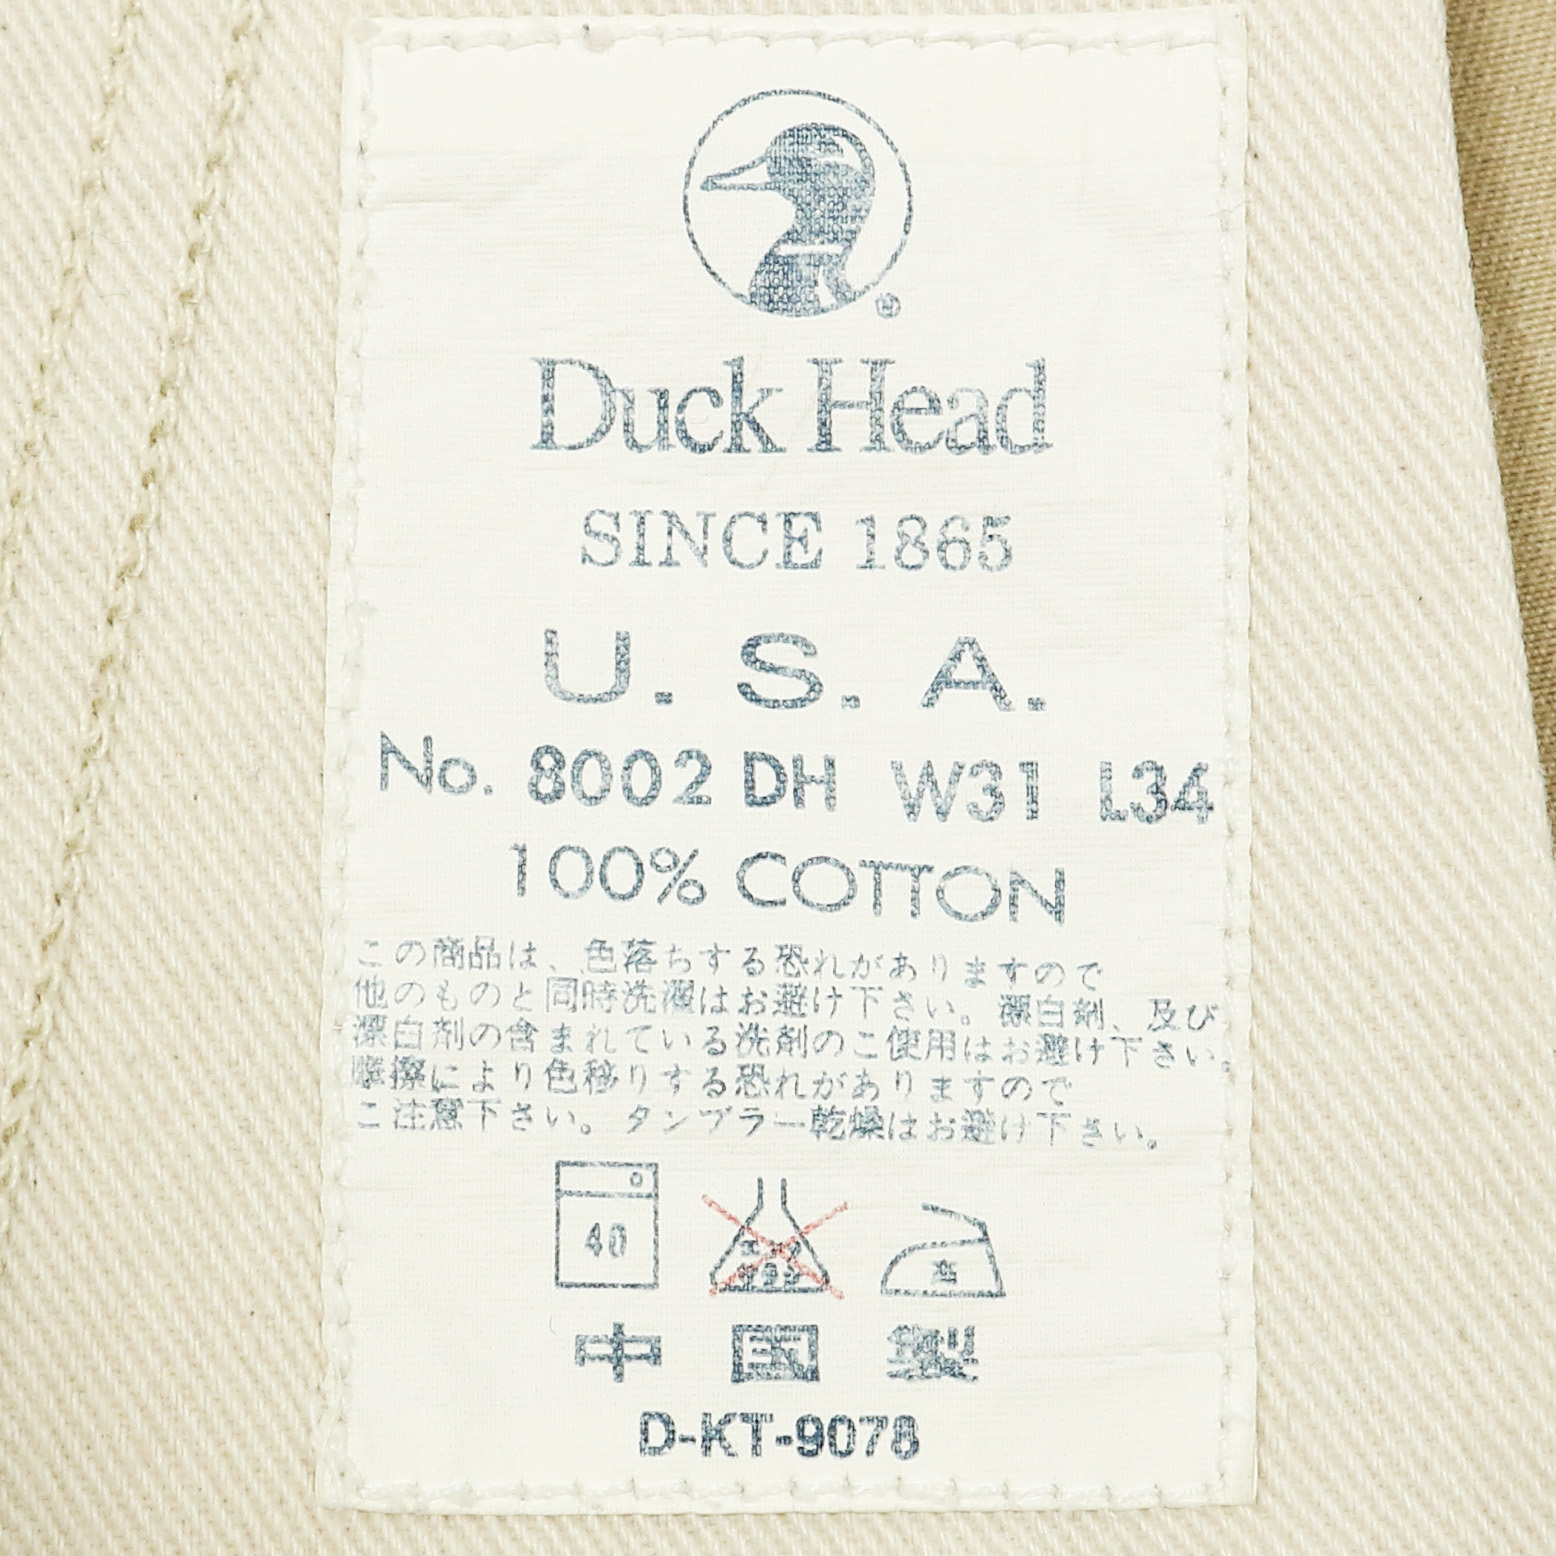 ®
Duck Head
SINCE 1865
U. S. A.
No. 8002 DH W31 L34
100% COTTON
この商品は、色落ちする恐れがありますので
他のものと同時洗濯はお避け下さい。漂白剤、及び
漂白剤の含まれている洗剤のご使用はお避け下さい。
摩擦により色移りする恐れがありますので
ご注意下さい。タンブラー乾燥はお避け下さい。
40
中国製
D-KT-9078